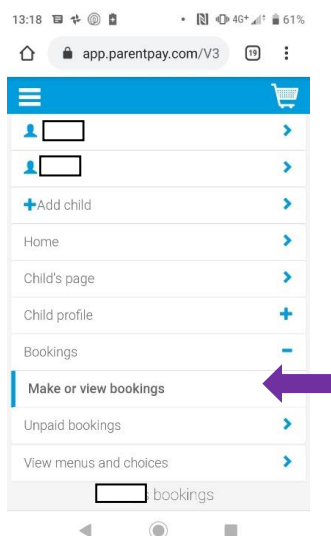 13:18 4G+ 61%
app.parentpay.com/V3 19
+Add child
Home
Child's page
Child profile
Bookings
Make or view bookings
Unpaid bookings
View menus and choices
bookings